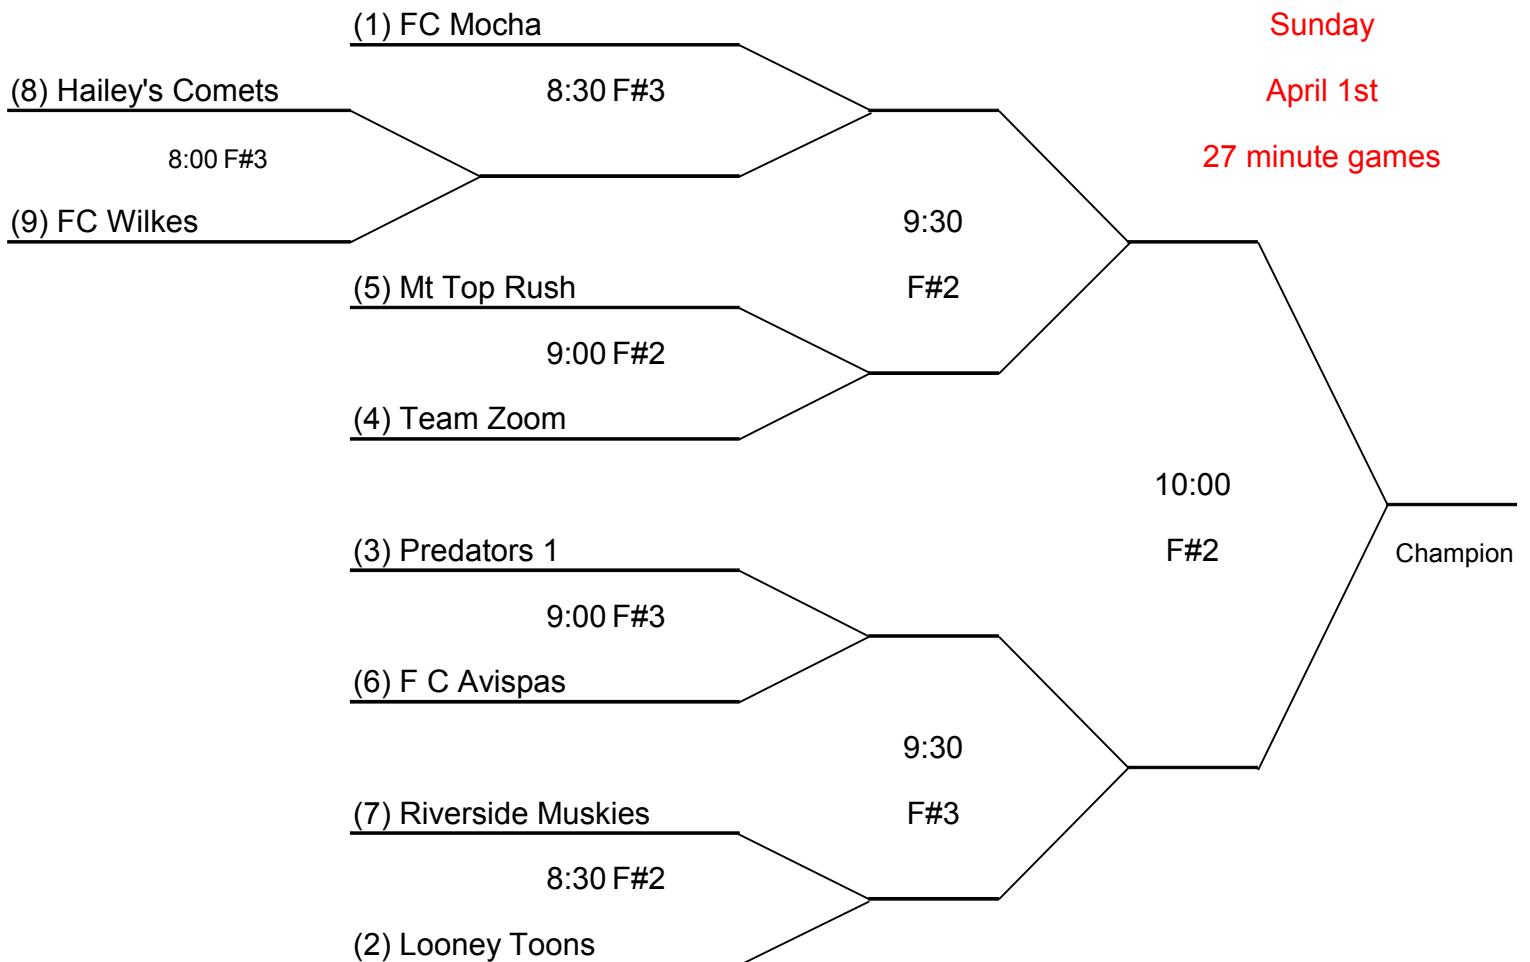 (1) FC Mocha
Sunday
(8) Hailey's Comets
8:30 F#3
April 1st
8:00 F#3
27 minute games
(9) FC Wilkes
9:30
(5) Mt Top Rush
F#2
9:00 F#2
(4) Team Zoom
10:00
(3) Predators 1
F#2
Champion
9:00 F#3
(6) F C Avispas
9:30
(7) Riverside Muskies
F#3
8:30 F#2
(2) Looney Toons